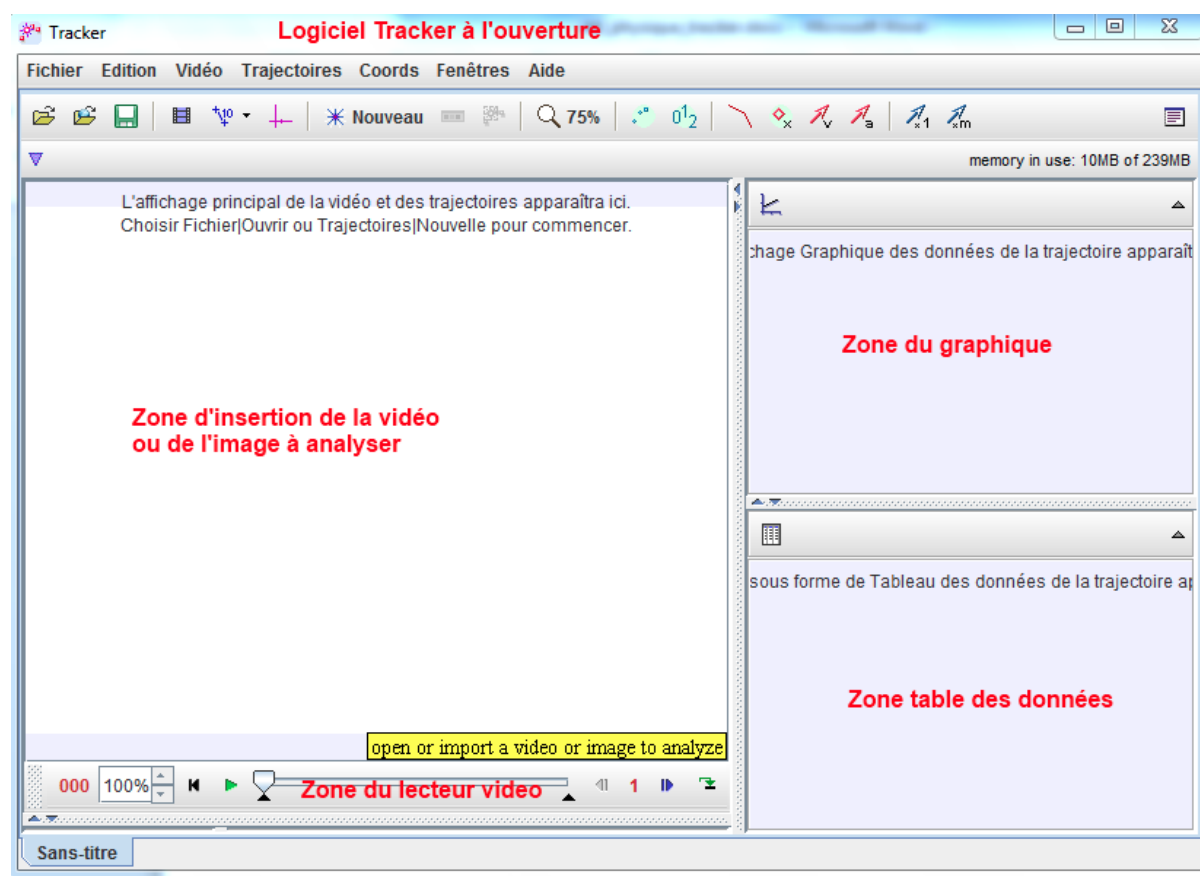 Tracker
Logiciel Tracker à l'ouverture
Fichier Edition Vidéo Trajectoires Coords Fenêtres Aide
Nouveau 75%
memory in use: 10MB of 239MB
L'affichage principal de la vidéo et des trajectoires apparaîtra ici.
Choisir Fichier|Ouvrir ou Trajectoires|Nouvelle pour commencer.
Graphique des données de la trajectoire
Zone du graphique
Zone d'insertion de la vidéo
ou de l'image à analyser
sous forme de Tableau des données de la trajectoire
Zone table des données
open or import a video or image to analyze
000 100% Zone du lecteur video 1
Sans-titre